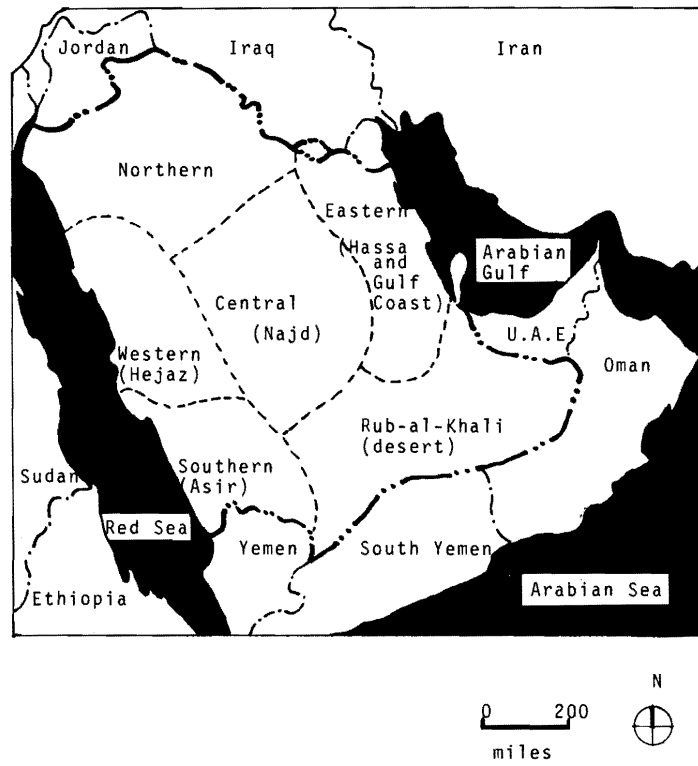 Jordan
Iraq
Iran
Northern
Eastern
(Hassa
and
Gulf
Coast)
Arabian
Gulf
Central
(Najd)
U.A.E
Western
(Hejaz)
Oman
Rub-al-Khali
(desert)
Southern
(Asir)
Sudan
Red Sea
Yemen
South Yemen
Ethiopia
Arabian Sea
N
0 200
miles